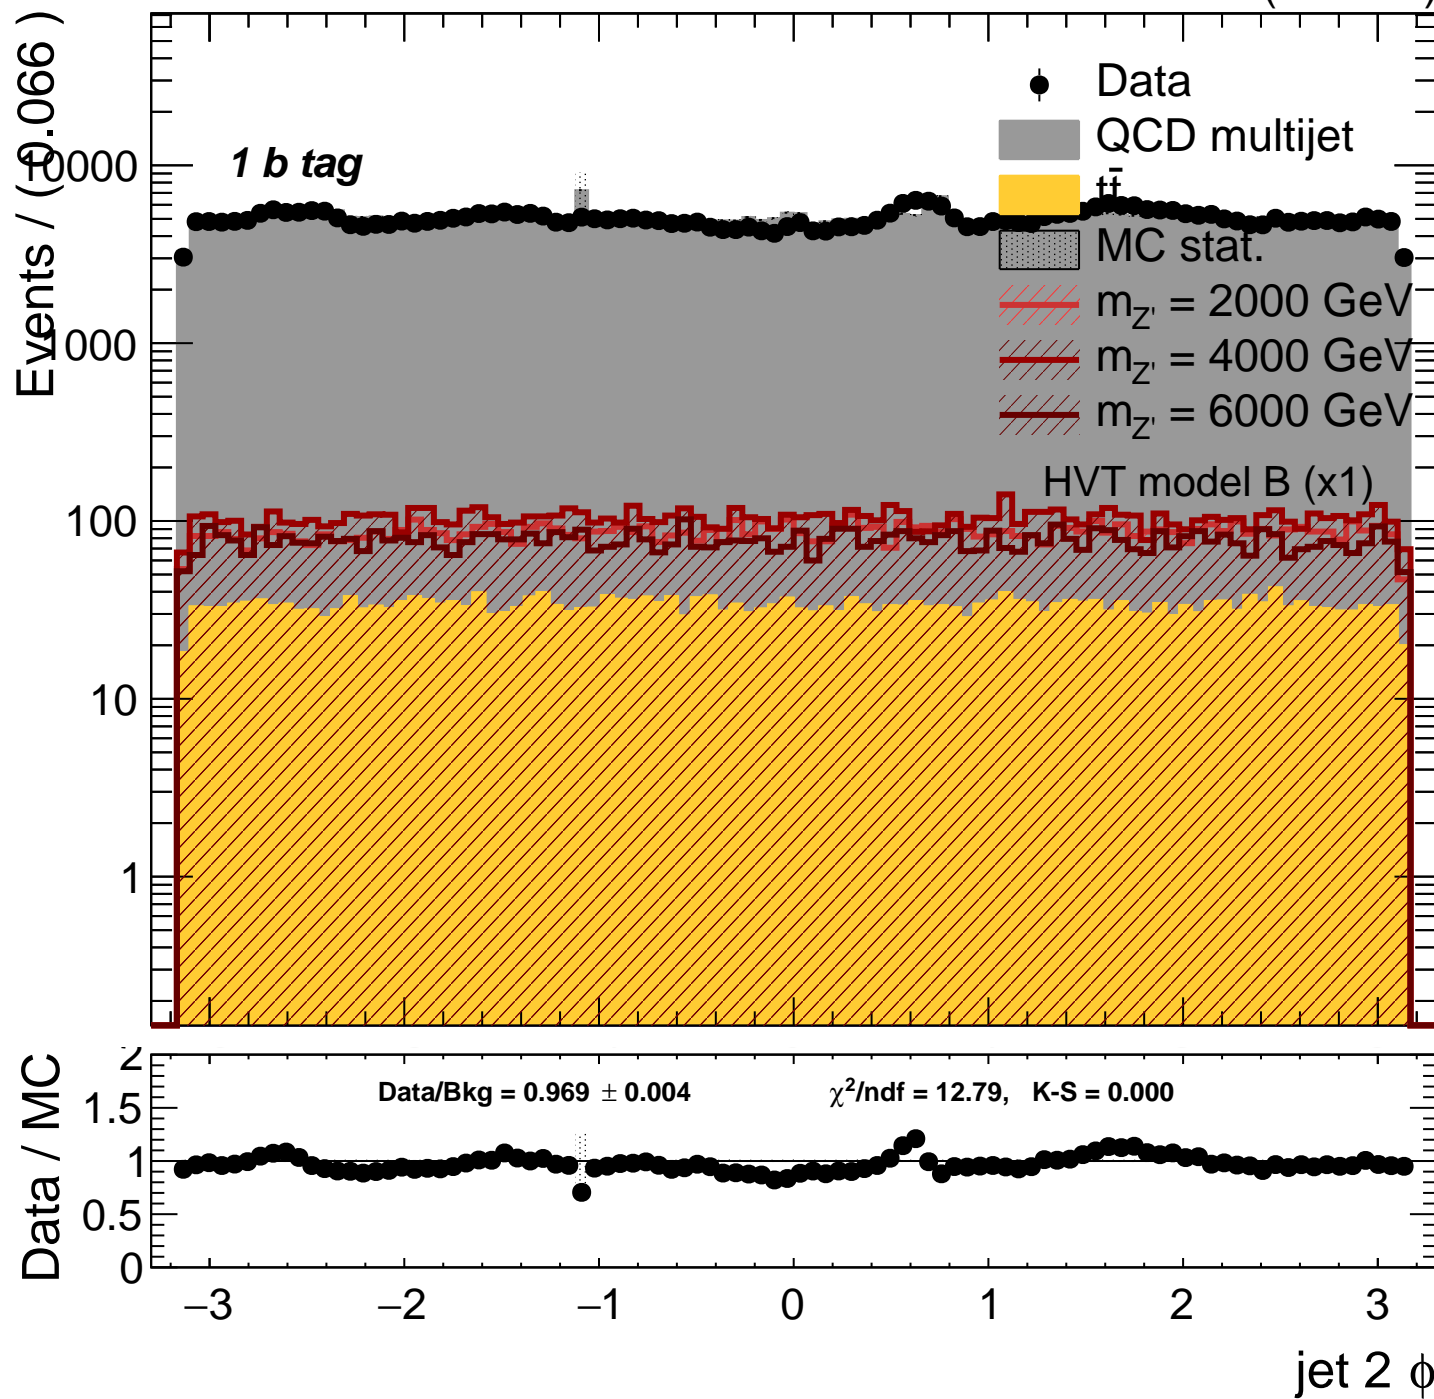 Events / ( 0.066 )
10000
1000
100
10
1
1 b tag
Data
QCD multijet
tt̄
MC stat.
m_Z' = 2000 GeV
m_Z' = 4000 GeV
m_Z' = 6000 GeV
HVT model B (x1)
Data / MC
2
1.5
1
0.5
0
Data/Bkg = 0.969 ± 0.004
χ²/ndf = 12.79, K-S = 0.000
−3 −2 −1 0 1 2 3
jet 2 ϕ